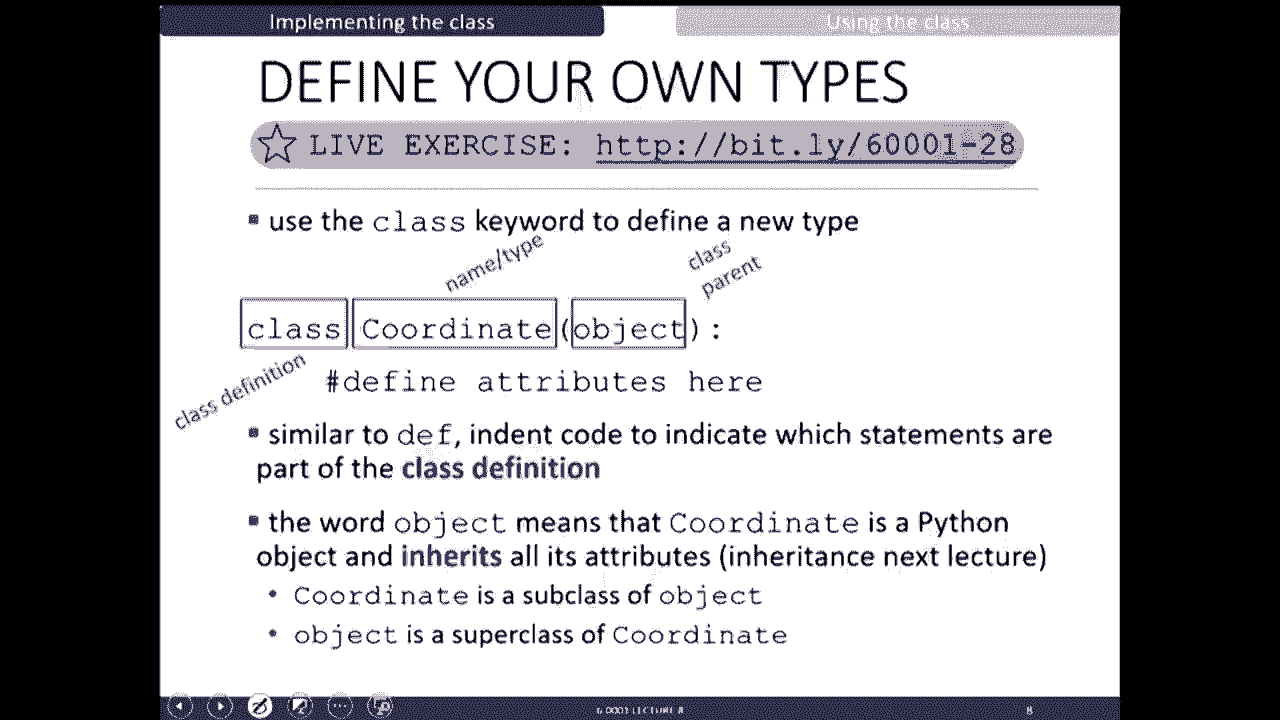 Implementing the class
Using the class
DEFINE YOUR OWN TYPES
LIVE EXERCISE: http://bit.ly/60001-28
▪ use the class keyword to define a new type
name/type
class
parent
class Coordinate(object):
class definition
#define attributes here
▪ similar to def, indent code to indicate which statements are
part of the class definition
▪ the word object means that Coordinate is a Python
object and inherits all its attributes (inheritance next lecture)
• Coordinate is a subclass of object
• object is a superclass of Coordinate
6.0001 LECTURE 8
8